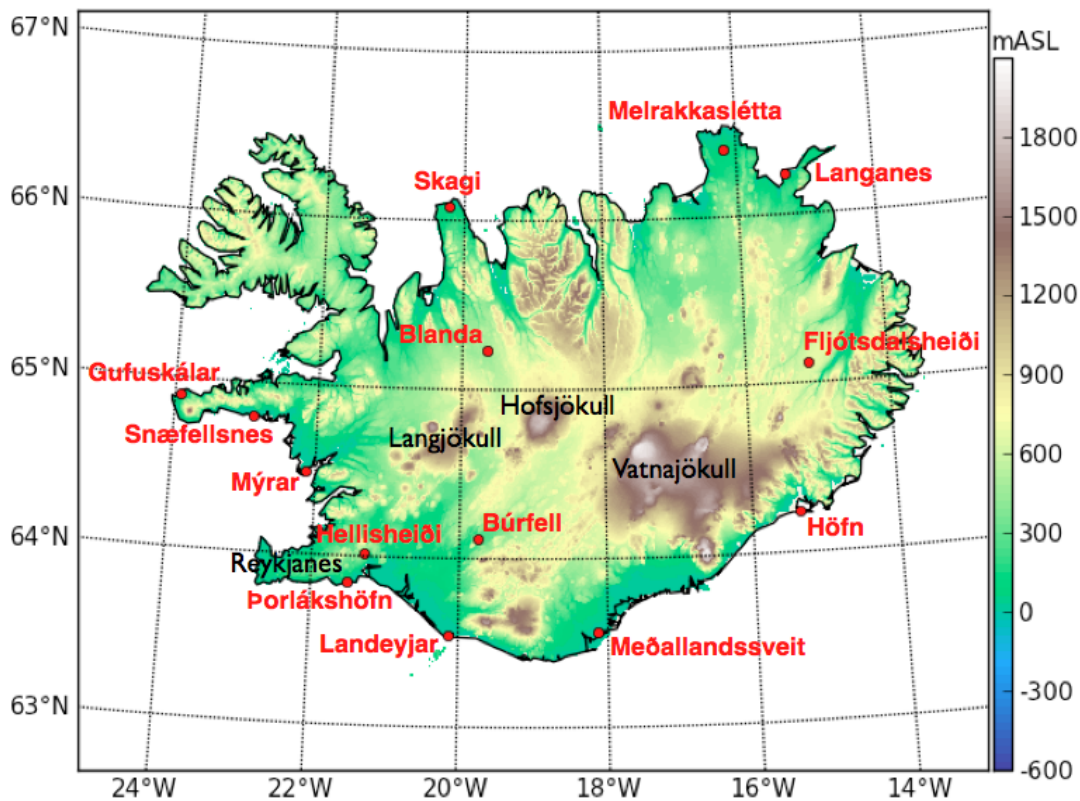 67°N
mASL
Melrakkaslétta
1800
Langanes
Skagi
66°N
1500
1200
Blanda
Fljótsdalsheiði
65°N
Gufuskálar
900
Hofsjökull
Snæfellsnes
Langjökull
Vatnajökull
600
Mýrar
Hellisheiði
Búrfell
Höfn
64°N
300
Reykjanes
Þorlákshöfn
0
Landeyjar
Meðallandssveit
63°N
-300
-600
24°W
22°W
20°W
18°W
16°W
14°W